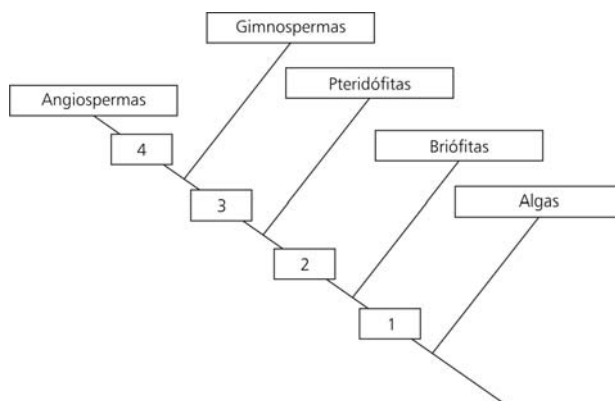 Gimnospermas
Pteridófitas
Angiospermas
4
Briófitas
3
Algas
2
1